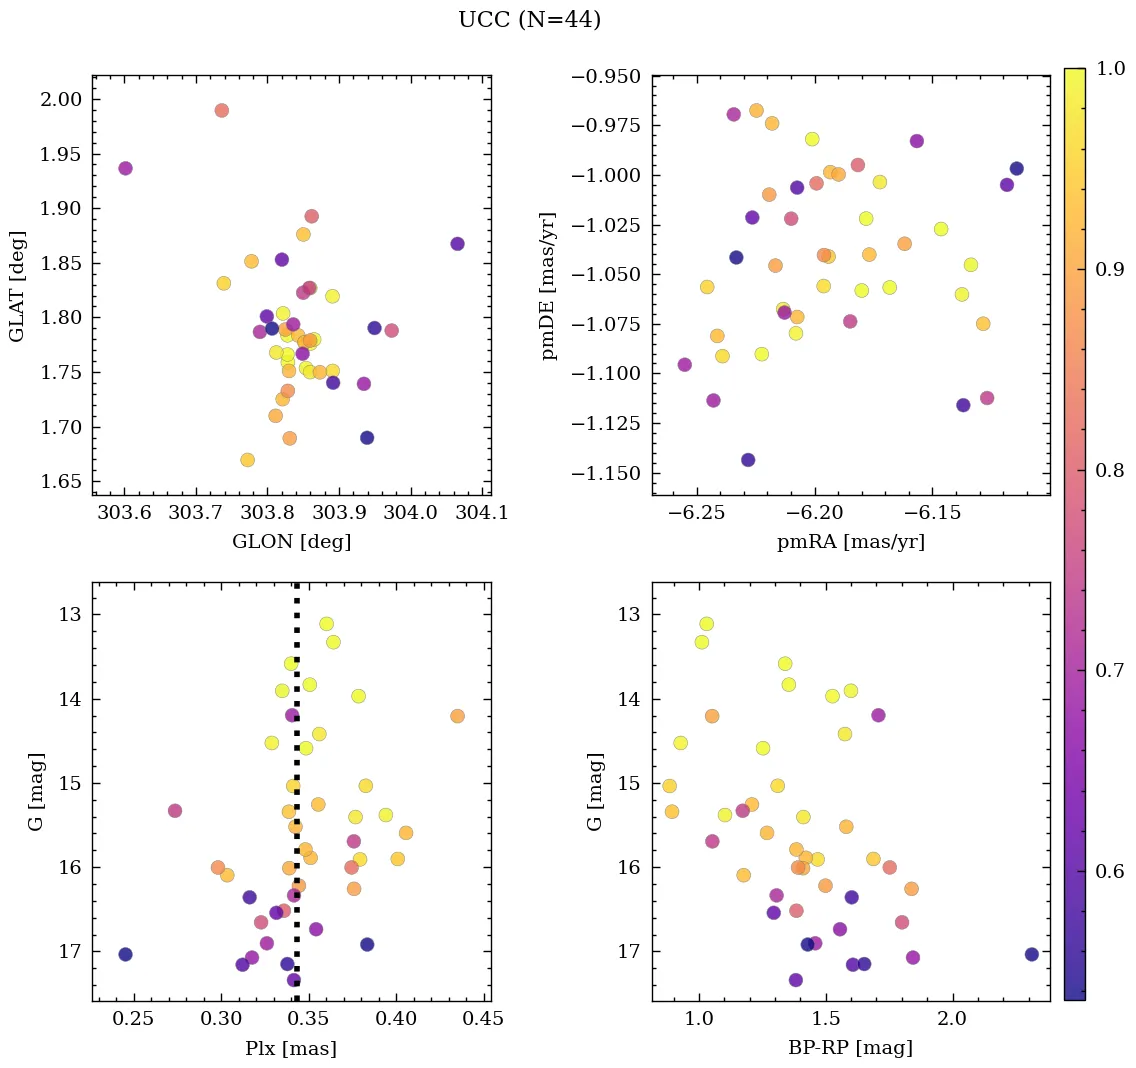 UCC (N=44)
2.00
1.95
1.90
1.85
1.80
1.75
1.70
1.65
GLAT [deg]
303.6 303.7 303.8 303.9 304.0 304.1
GLON [deg]
−0.950
−0.975
−1.000
−1.025
−1.050
−1.075
−1.100
−1.125
−1.150
pmDE [mas/yr]
−6.25 −6.20 −6.15
pmRA [mas/yr]
13
14
15
16
17
G [mag]
0.25 0.30 0.35 0.40 0.45
Plx [mas]
13
14
15
16
17
G [mag]
1.0 1.5 2.0
BP-RP [mag]
1.0
0.9
0.8
0.7
0.6